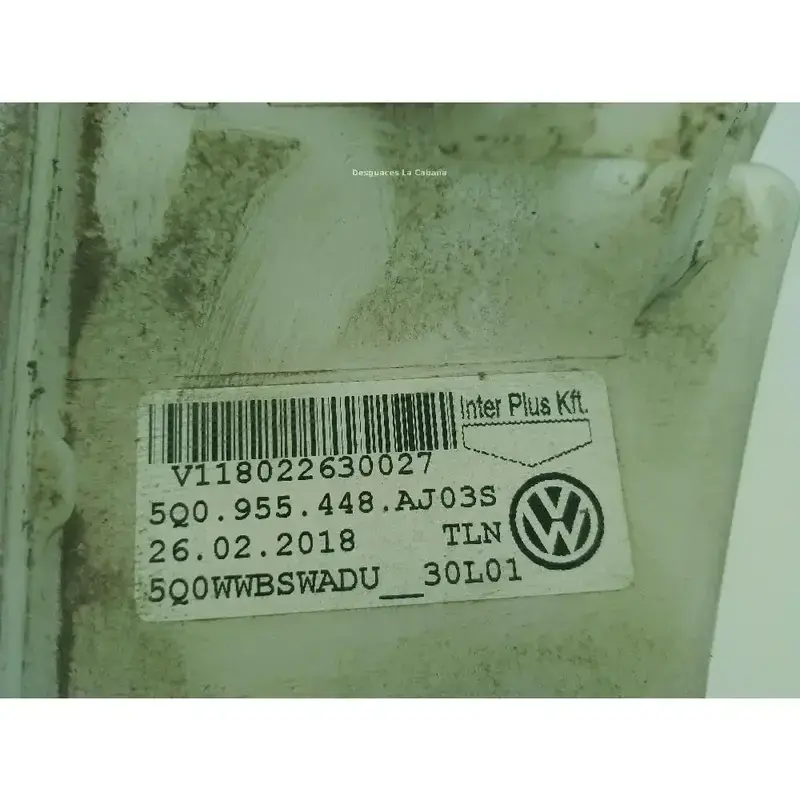 Desguaces La Cabaña
Inter Plus Kft.
V118022630027
5Q0.955.448.AJ03S
26.02.2018 TLN
5Q0WWBSWADU__30L01